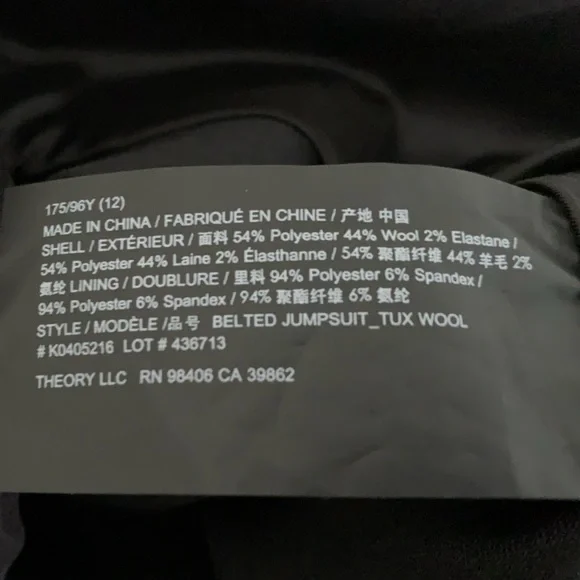 175/96Y (12)
MADE IN CHINA / FABRIQUÉ EN CHINE / 产地 中国
SHELL / EXTÉRIEUR / 面料 54% Polyester 44% Wool 2% Elastane /
54% Polyester 44% Laine 2% Élasthanne / 54% 聚酯纤维 44% 羊毛 2%
氨纶 LINING / DOUBLURE / 里料 94% Polyester 6% Spandex /
94% Polyester 6% Spandex / 94% 聚酯纤维 6% 氨纶
STYLE / MODÈLE /品号 BELTED JUMPSUIT_TUX WOOL
# K0405216 LOT # 436713
THEORY LLC RN 98406 CA 39862